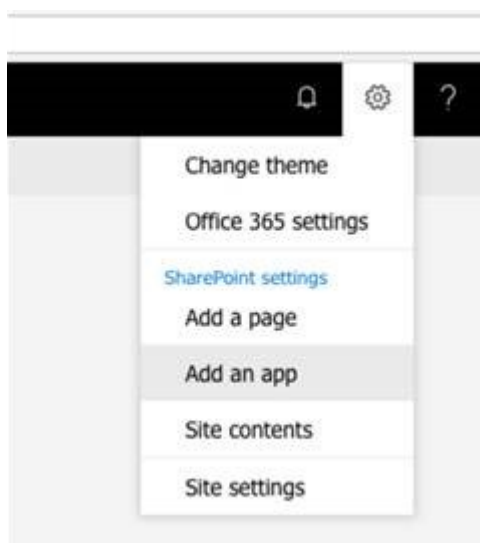 ?
Change theme
Office 365 settings
SharePoint settings
Add a page
Add an app
Site contents
Site settings